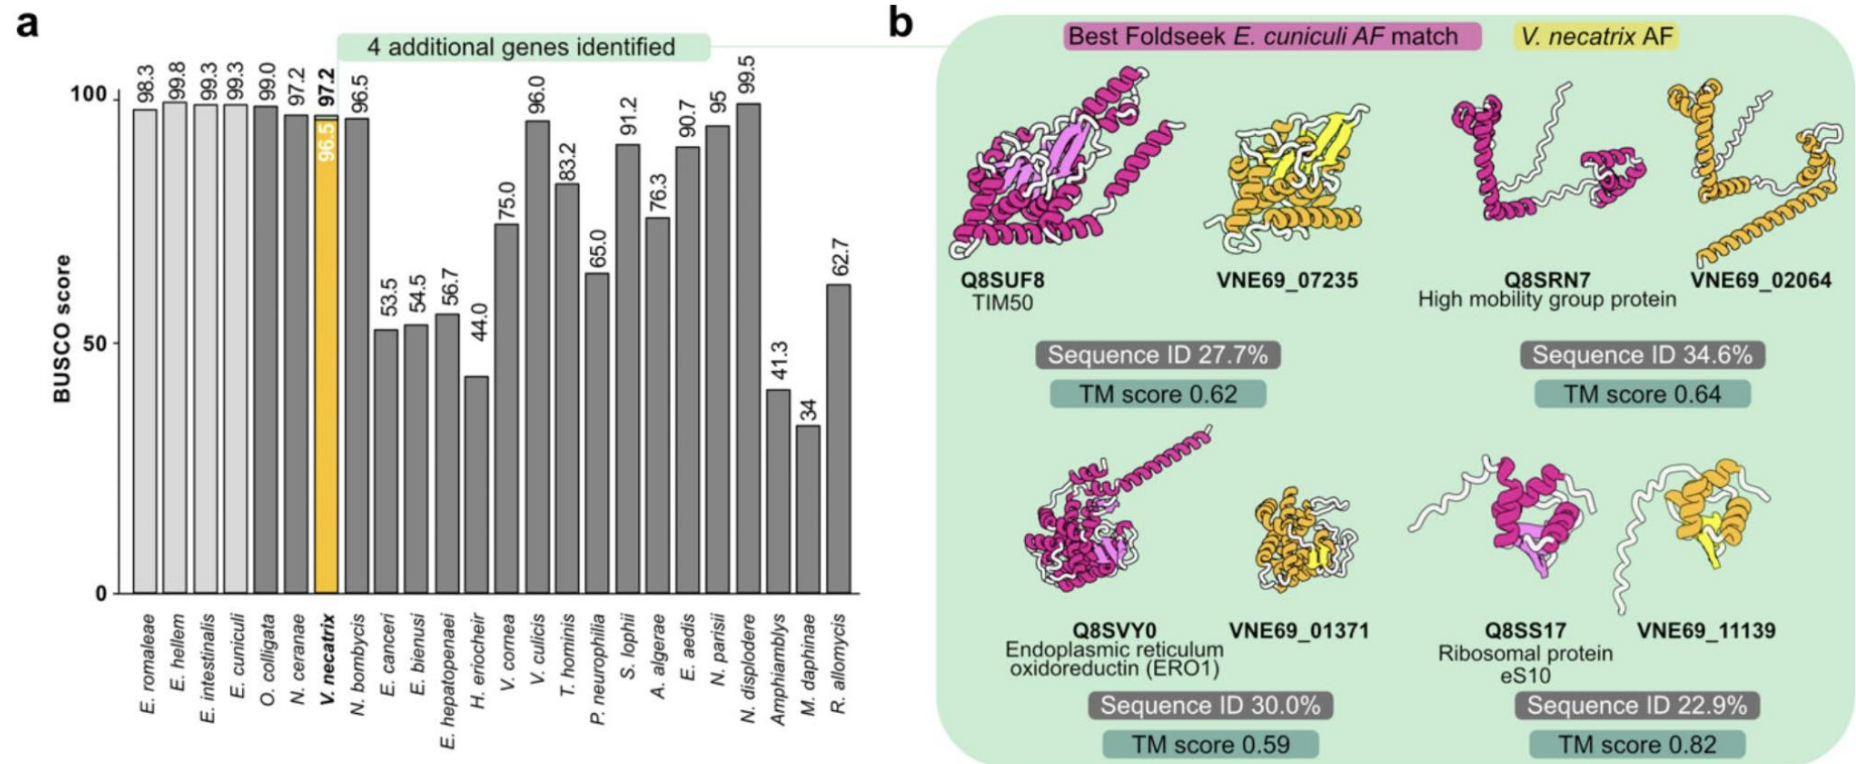 a
4 additional genes identified
BUSCO score
100
50
0
98.3
99.8
99.3
99.3
99.0
97.2
97.2
96.5
96.5
53.5
54.5
56.7
44.0
75.0
96.0
83.2
65.0
91.2
76.3
90.7
95
99.5
41.3
34
62.7
E. romaleae
E. hellem
E. intestinalis
E. cuniculi
O. colligata
N. ceranae
V. necatrix
N. bombycis
E. canceri
E. bienusi
E. hepatopenaei
H. eriocheir
V. cornea
V. culicis
T. hominis
P. neurophilia
S. lophii
A. algerae
E. aedis
N. parisii
N. displodere
Amphiamblys
M. daphinae
R. allomycis
b
Best Foldseek E. cuniculi AF match
V. necatrix AF
Q8SUF8
TIM50
VNE69_07235
Sequence ID 27.7%
TM score 0.62
Q8SRN7
High mobility group protein
VNE69_02064
Sequence ID 34.6%
TM score 0.64
Q8SVY0
Endoplasmic reticulum
oxidoreductin (ERO1)
VNE69_01371
Sequence ID 30.0%
TM score 0.59
Q8SS17
Ribosomal protein
eS10
VNE69_11139
Sequence ID 22.9%
TM score 0.82